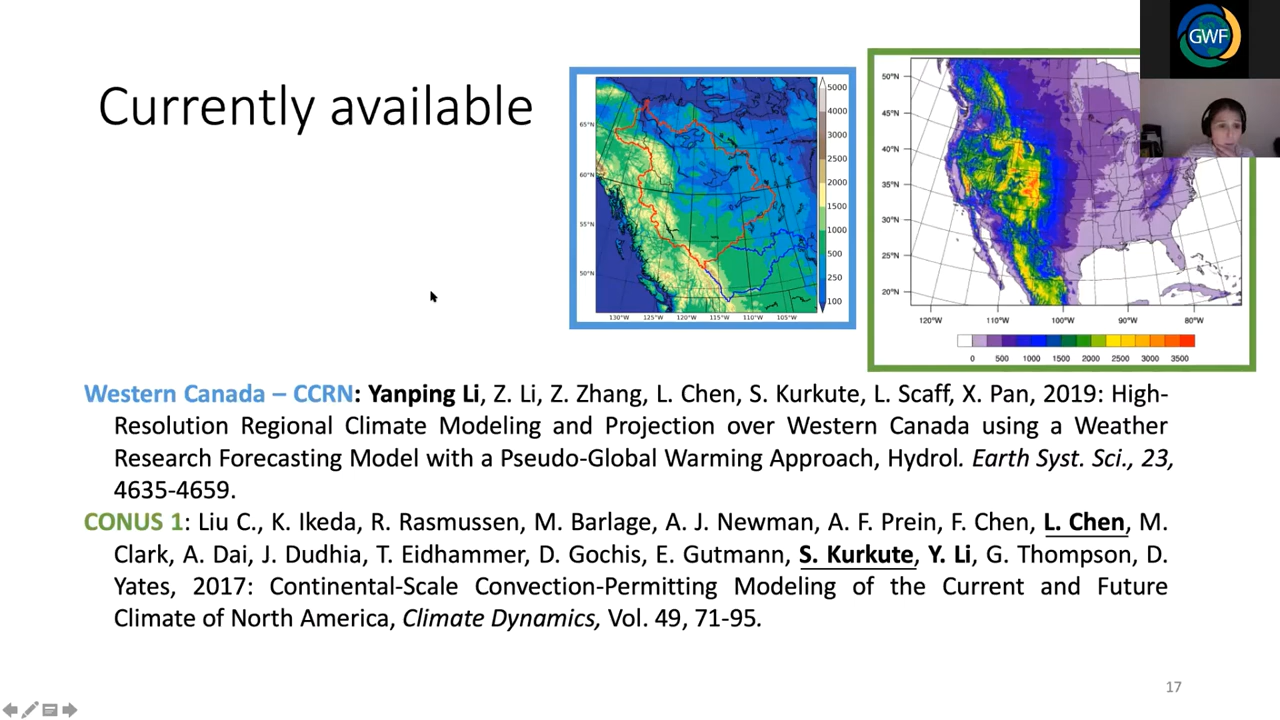 GWF
Currently available
65°N
60°N
55°N
50°N
130°W 125°W 120°W 115°W 110°W 105°W
5000
4000
3000
2500
2000
1500
1000
500
250
100
50°N
45°N
40°N
35°N
30°N
25°N
20°N
120°W 110°W 100°W 90°W 80°W
0 500 1000 1500 2000 2500 3000 3500
Western Canada – CCRN: Yanping Li, Z. Li, Z. Zhang, L. Chen, S. Kurkute, L. Scaff, X. Pan, 2019: High-
Resolution Regional Climate Modeling and Projection over Western Canada using a Weather
Research Forecasting Model with a Pseudo-Global Warming Approach, Hydrol. Earth Syst. Sci., 23,
4635-4659.
CONUS 1: Liu C., K. Ikeda, R. Rasmussen, M. Barlage, A. J. Newman, A. F. Prein, F. Chen, L. Chen, M.
Clark, A. Dai, J. Dudhia, T. Eidhammer, D. Gochis, E. Gutmann, S. Kurkute, Y. Li, G. Thompson, D.
Yates, 2017: Continental-Scale Convection-Permitting Modeling of the Current and Future
Climate of North America, Climate Dynamics, Vol. 49, 71-95.
17